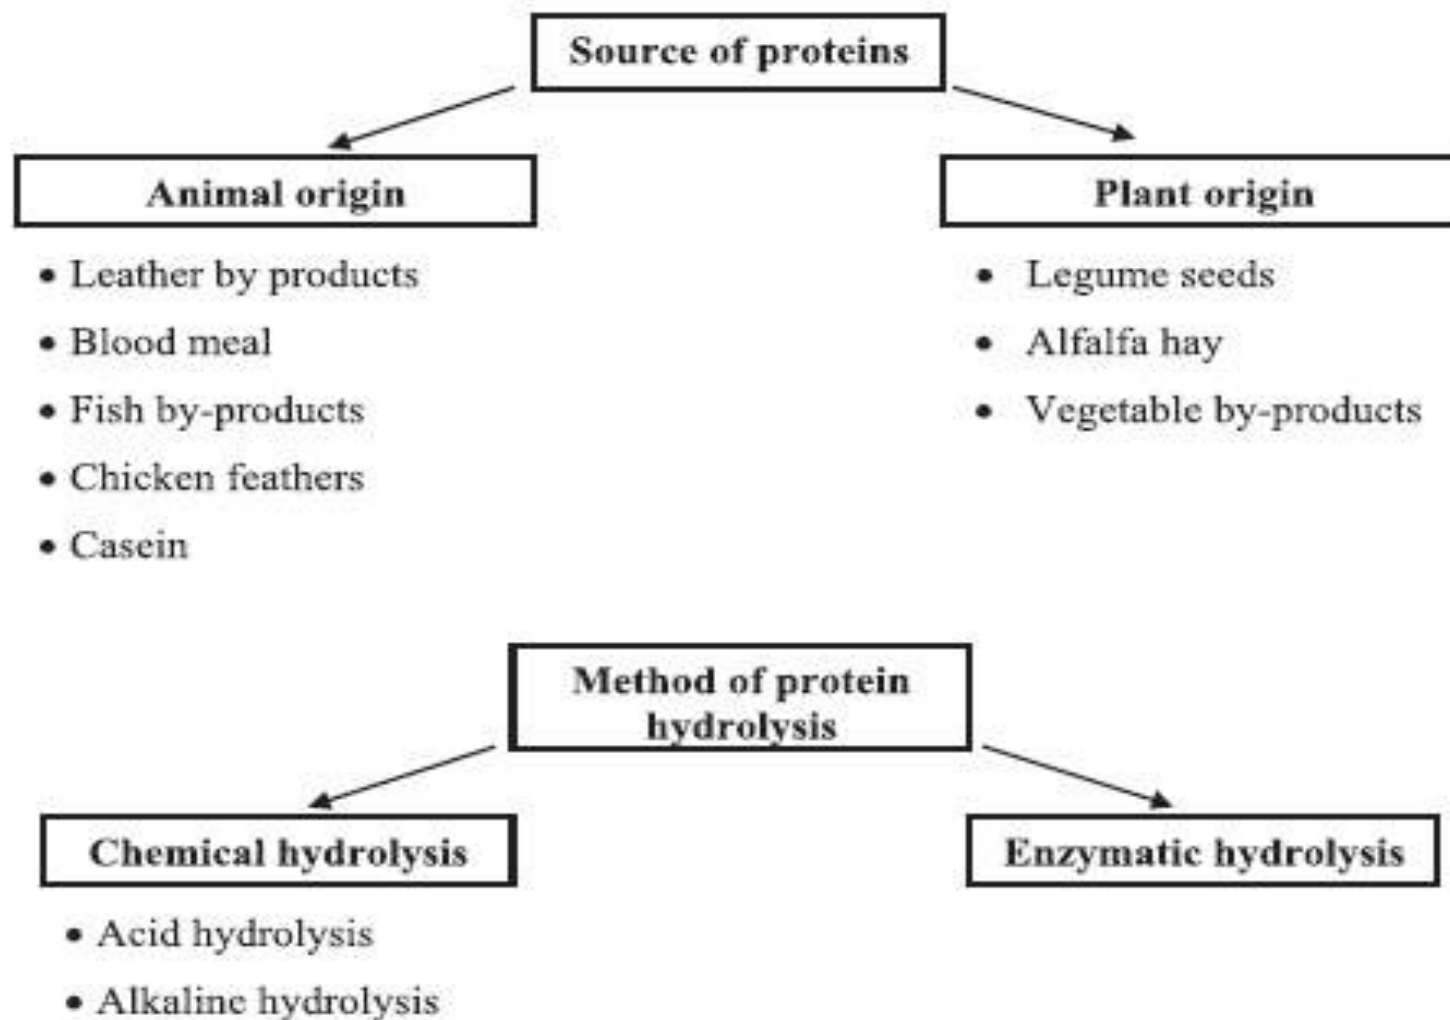 Source of proteins
Animal origin
• Leather by products
• Blood meal
• Fish by-products
• Chicken feathers
• Casein
Plant origin
• Legume seeds
• Alfalfa hay
• Vegetable by-products
Method of protein
hydrolysis
Chemical hydrolysis
• Acid hydrolysis
• Alkaline hydrolysis
Enzymatic hydrolysis